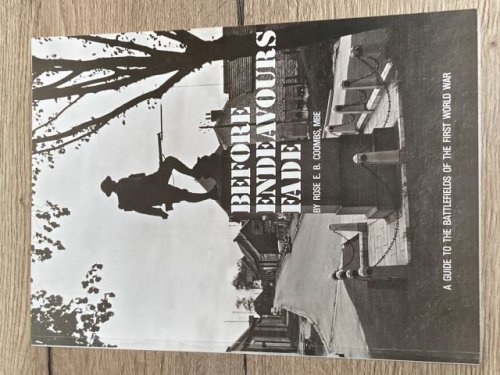 BEFORE
ENDEAVOURS
FADE
BY ROSE E. B. COOMBS, MBE
A GUIDE TO THE BATTLEFIELDS OF THE FIRST WORLD WAR